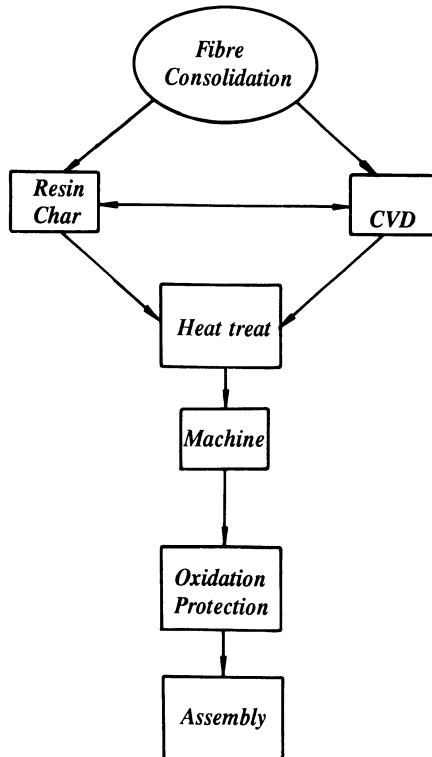 Fibre
Consolidation
Resin
Char
CVD
Heat treat
Machine
Oxidation
Protection
Assembly